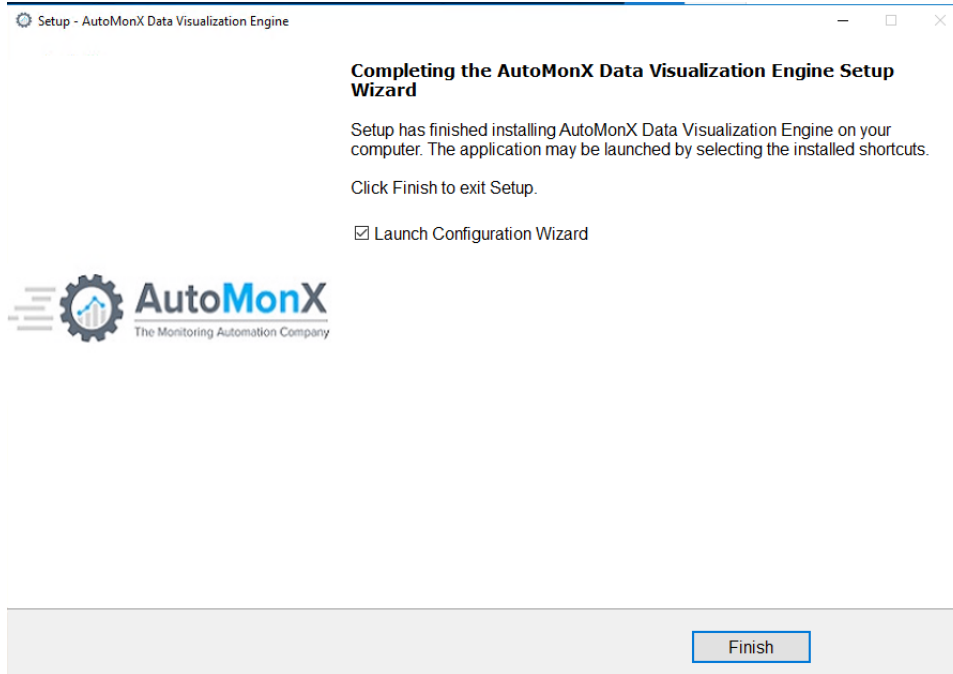 Setup - AutoMonX Data Visualization Engine
Completing the AutoMonX Data Visualization Engine Setup
Wizard
Setup has finished installing AutoMonX Data Visualization Engine on your
computer. The application may be launched by selecting the installed shortcuts.
Click Finish to exit Setup.
Launch Configuration Wizard
AutoMonX
The Monitoring Automation Company
Finish